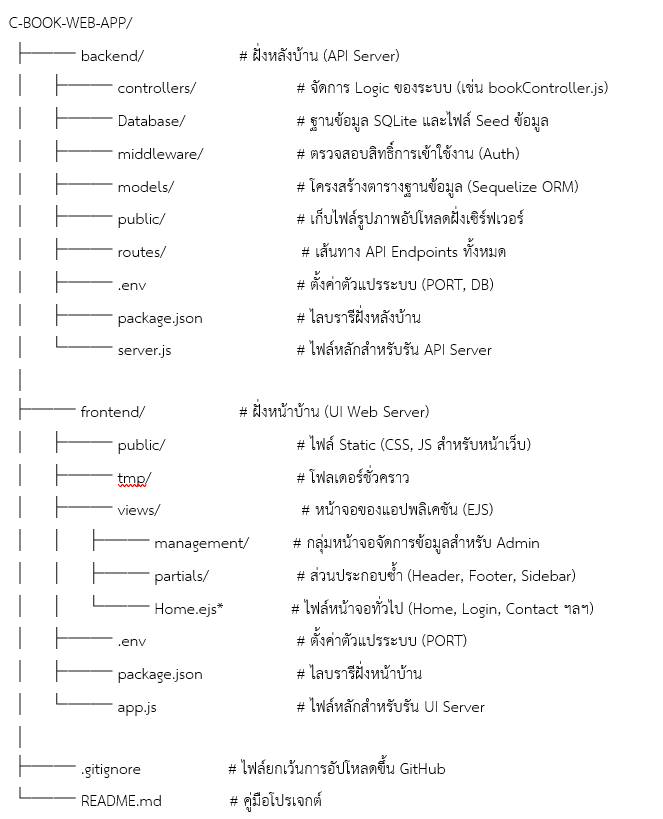 C-BOOK-WEB-APP/
├──── backend/ # ฝั่งหลังบ้าน (API Server)
│ ├──── controllers/ # จัดการ Logic ของระบบ (เช่น bookController.js)
│ ├──── Database/ # ฐานข้อมูล SQLite และไฟล์ Seed ข้อมูล
│ ├──── middleware/ # ตรวจสอบสิทธิ์การเข้าใช้งาน (Auth)
│ ├──── models/ # โครงสร้างตารางฐานข้อมูล (Sequelize ORM)
│ ├──── public/ # เก็บไฟล์รูปภาพอัปโหลดฝั่งเซิร์ฟเวอร์
│ ├──── routes/ # เส้นทาง API Endpoints ทั้งหมด
│ ├──── .env # ตั้งค่าตัวแปรระบบ (PORT, DB)
│ ├──── package.json # ไลบรารีฝั่งหลังบ้าน
│ └──── server.js # ไฟล์หลักสำหรับรัน API Server
│
├──── frontend/ # ฝั่งหน้าบ้าน (UI Web Server)
│ ├──── public/ # ไฟล์ Static (CSS, JS สำหรับหน้าเว็บ)
│ ├──── tmp/ # โฟลเดอร์ชั่วคราว
│ ├──── views/ # หน้าจอของแอปพลิเคชัน (EJS)
│ │ ├──── management/ # กลุ่มหน้าจอจัดการข้อมูลสำหรับ Admin
│ │ ├──── partials/ # ส่วนประกอบซ้ำ (Header, Footer, Sidebar)
│ │ └──── Home.ejs* # ไฟล์หน้าจอทั่วไป (Home, Login, Contact ฯลฯ)
│ ├──── .env # ตั้งค่าตัวแปรระบบ (PORT)
│ ├──── package.json # ไลบรารีฝั่งหน้าบ้าน
│ └──── app.js # ไฟล์หลักสำหรับรัน UI Server
│
├──── .gitignore # ไฟล์ยกเว้นการอัปโหลดขึ้น GitHub
└──── README.md # คู่มือโปรเจกต์